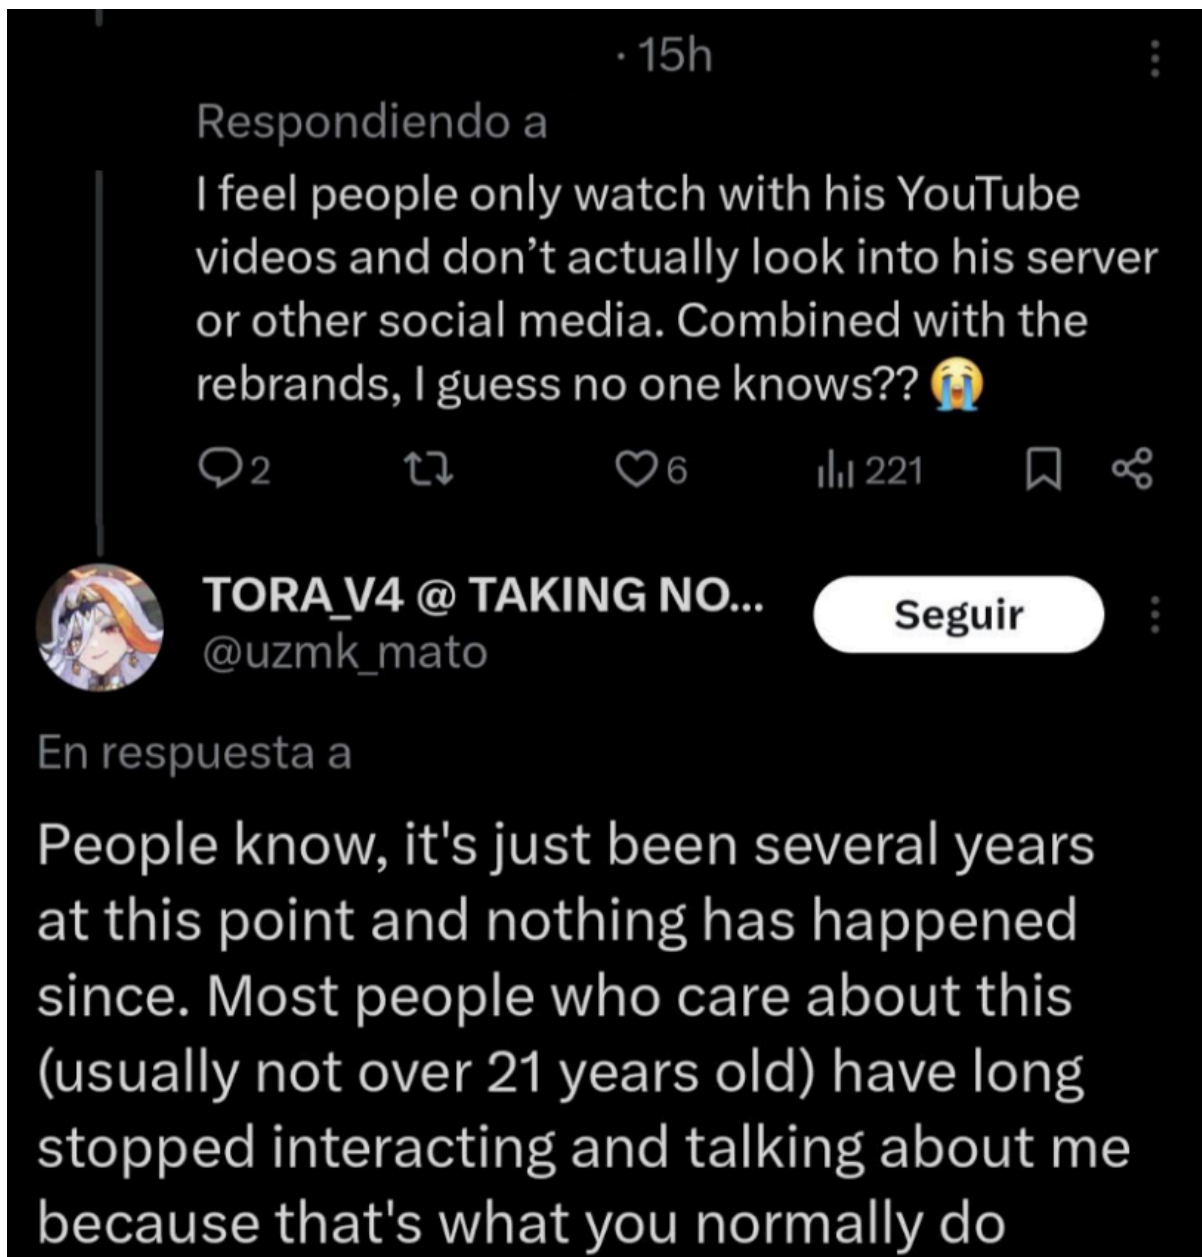 · 15h
Respondiendo a
I feel people only watch with his YouTube
videos and don’t actually look into his server
or other social media. Combined with the
rebrands, I guess no one knows?? 😭
2 6 221
TORA_V4 @ TAKING NO...
Seguir
@uzmk_mato
En respuesta a
People know, it's just been several years
at this point and nothing has happened
since. Most people who care about this
(usually not over 21 years old) have long
stopped interacting and talking about me
because that's what you normally do